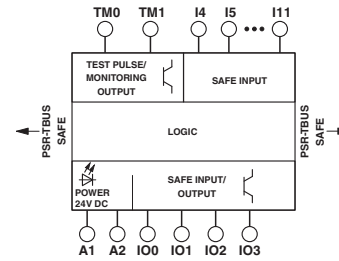 TM0 TM1 I4 I5 I11
TEST PULSE/
MONITORING
OUTPUT
SAFE INPUT
PSR-TBUS
SAFE
LOGIC
PSR-TBUS
SAFE
POWER
24V DC
SAFE INPUT/
OUTPUT
A1 A2 IO0 IO1 IO2 IO3